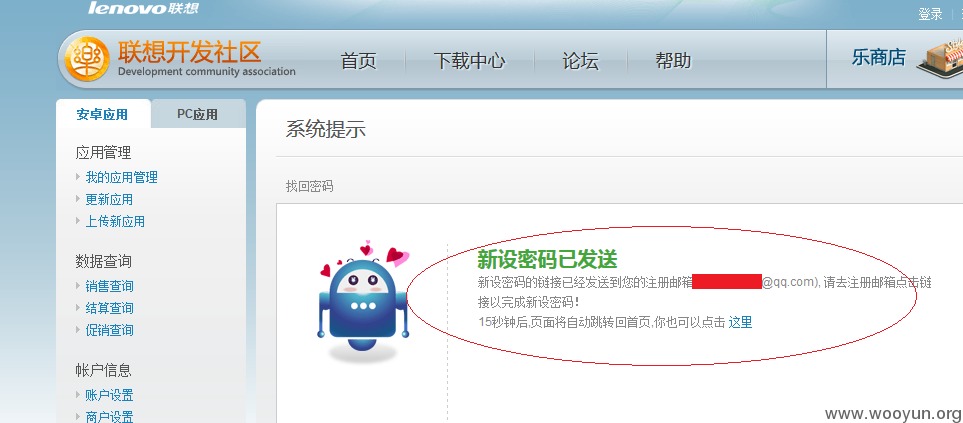 lenovo联想
登录
联想开发社区
Development community association
首页
下载中心
论坛
帮助
乐商店
安卓应用
PC应用
应用管理
我的应用管理
更新应用
上传新应用
数据查询
销售查询
结算查询
促销查询
帐户信息
账户设置
商户设置
系统提示
找回密码
新设密码已发送
新设密码的链接已经发送到您的注册邮箱@qq.com), 请去注册邮箱点击链
接以完成新设密码!
15秒钟后,页面将自动跳转回首页,你也可以点击 这里
www.wooyun.org